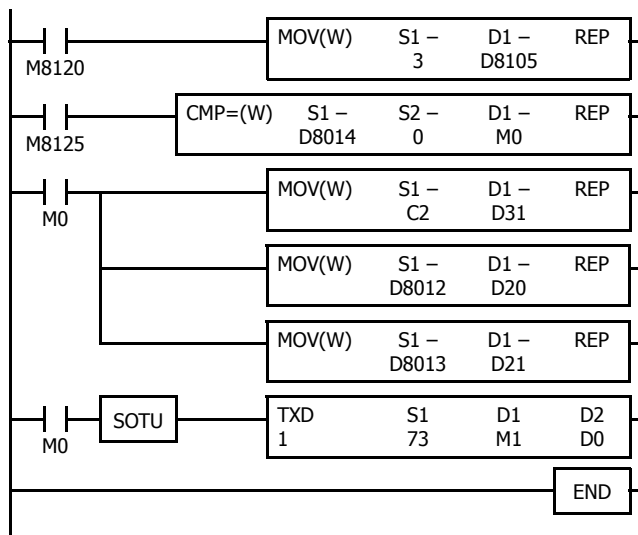 MOV(W) S1 – D1 – REP
3 D8105
M8120
CMP=(W) S1 – S2 – D1 – REP
D8014 0 M0
M8125
MOV(W) S1 – D1 – REP
C2 D31
M0
MOV(W) S1 – D1 – REP
D8012 D20
MOV(W) S1 – D1 – REP
D8013 D21
SOTU
TXD S1 D1 D2
1 73 M1 D0
M0
END